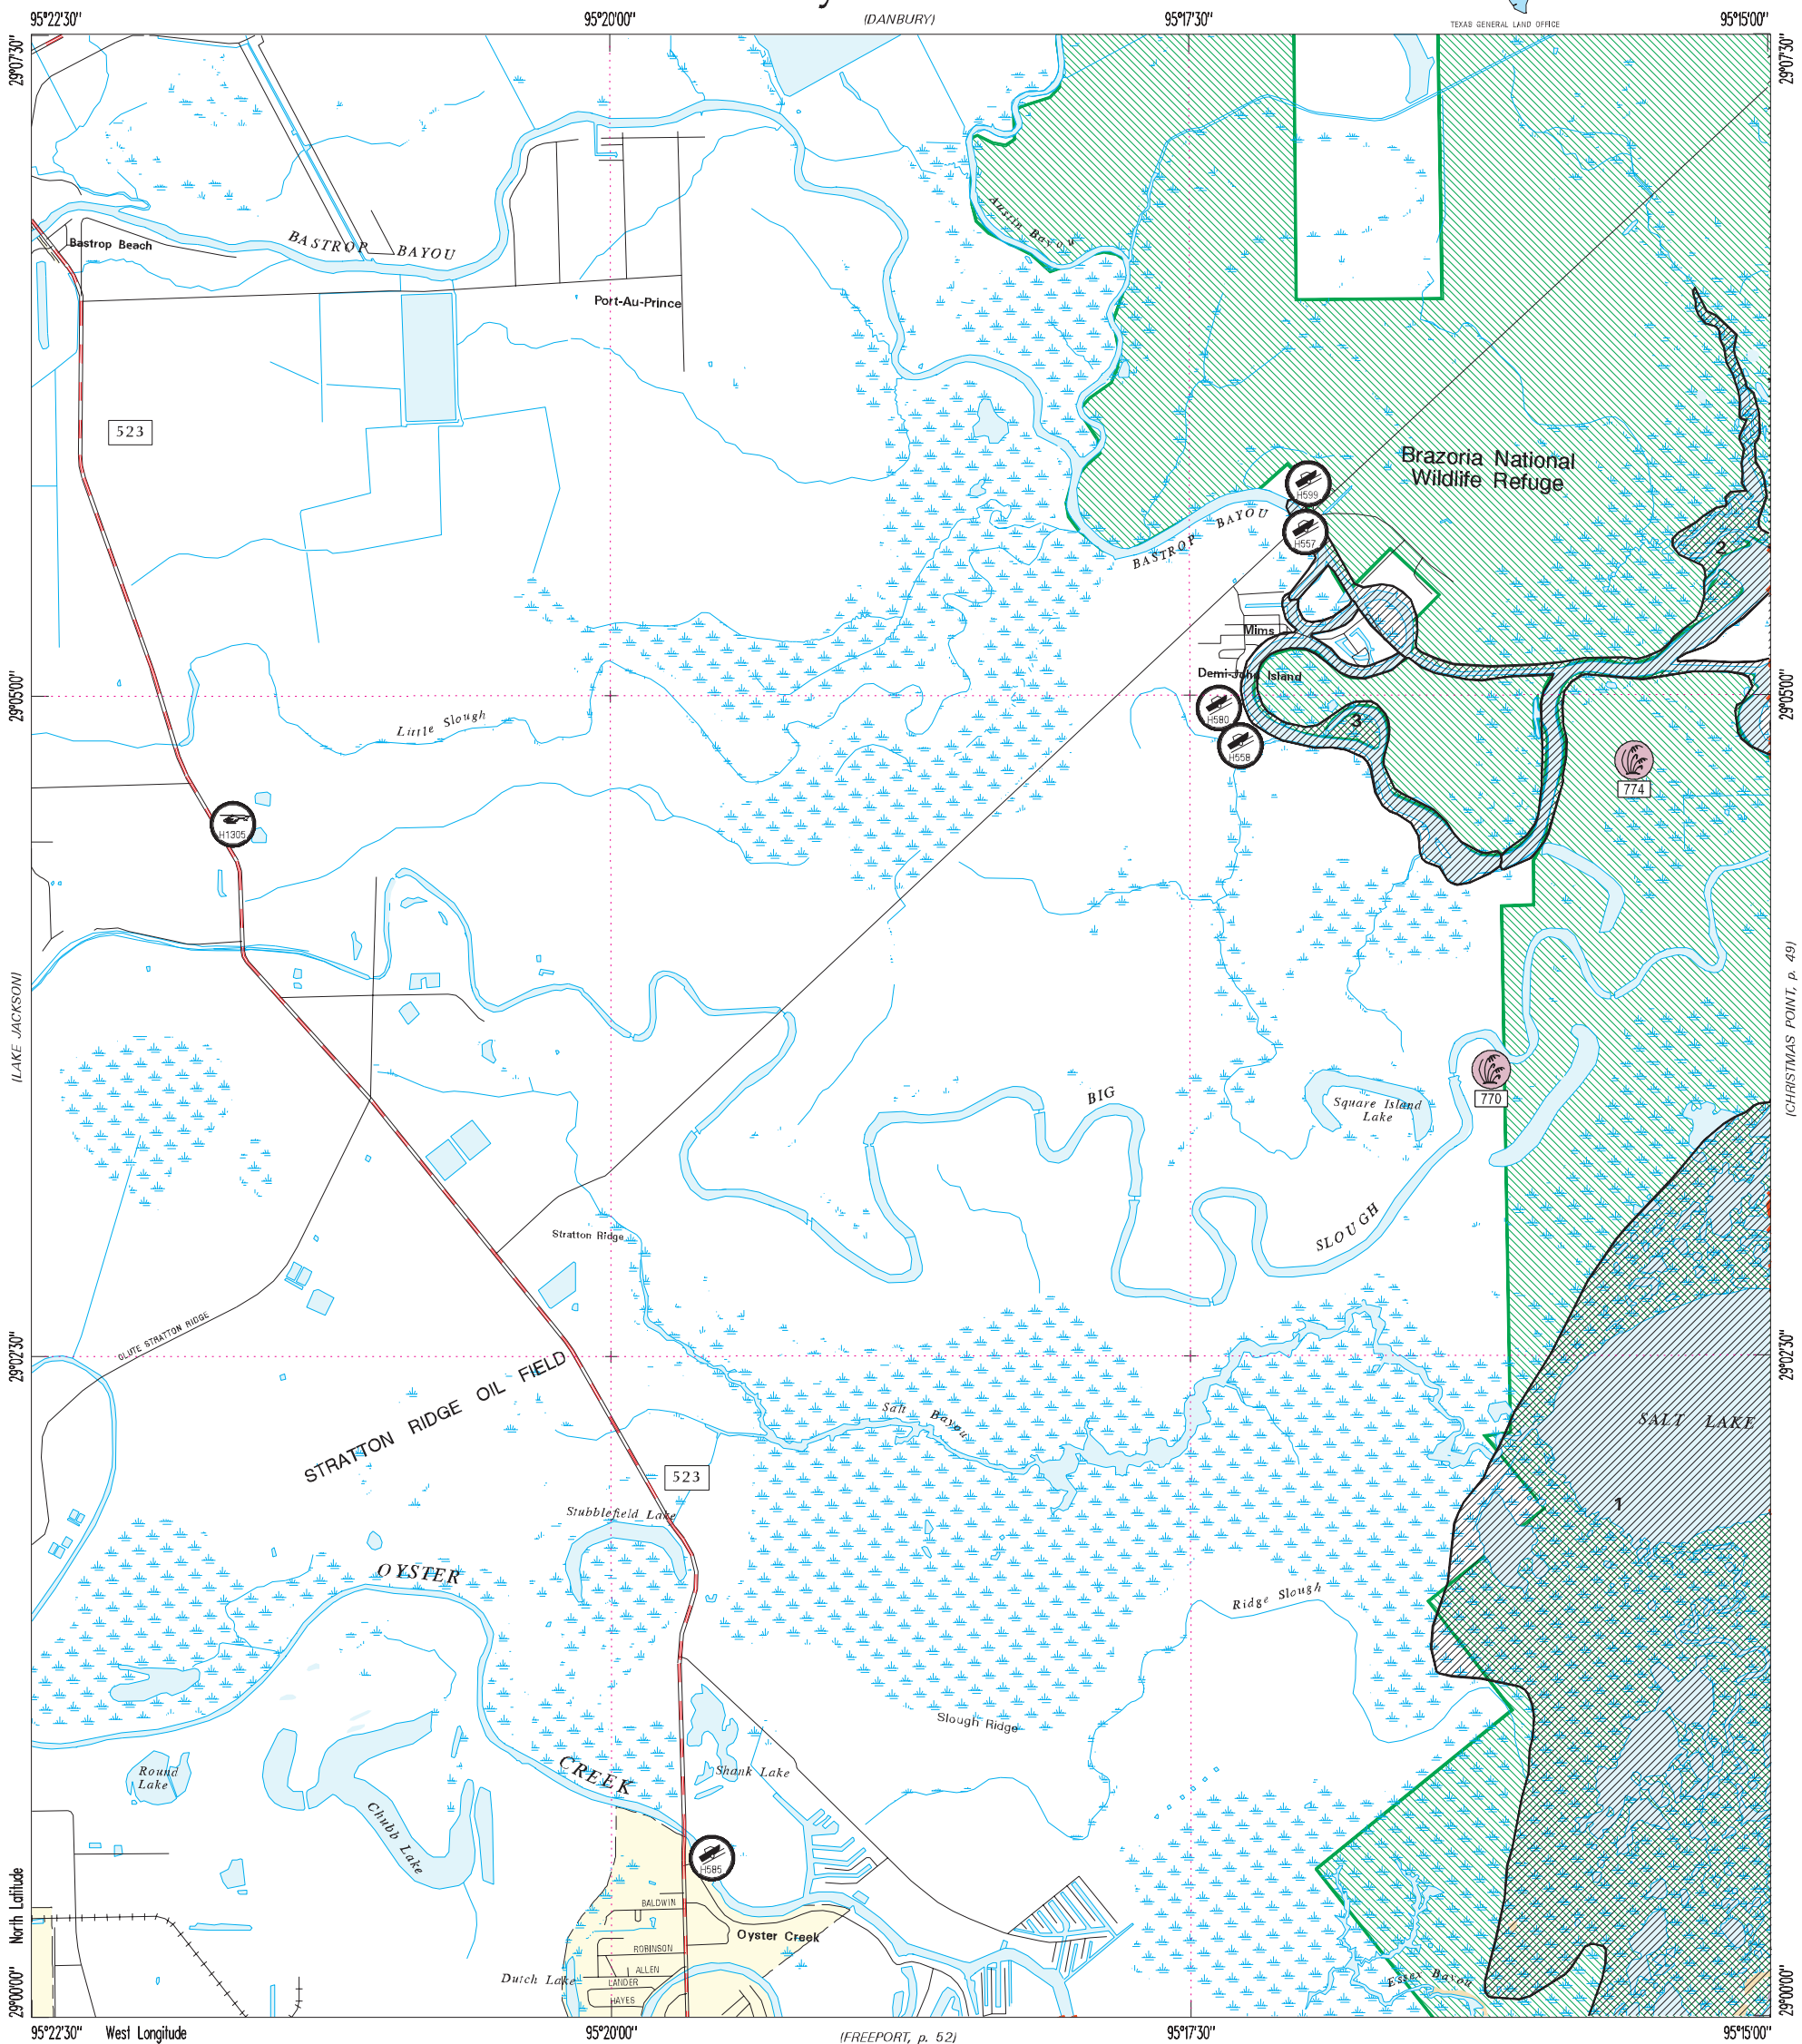 95°22'30"
95°20'00"
(DANBURY)
95°17'30"
TEXAS GENERAL LAND OFFICE
95°15'00"
29°07'30"
29°07'30"
Austin Bayou
Bastrop Beach
BASTROP BAYOU
Port-Au-Prince
523
Brazoria National
Wildlife Refuge
H599
BASTROP BAYOU
H557
2
Mims
Demi-John Island
29°05'00"
29°05'00"
Little Slough
H580
3
H558
774
H1305
(LAKE JACKSON)
(CHRISTMAS POINT, p. 49)
BIG
Square Island
Lake
770
Stratton Ridge
SLOUGH
CLUTE STRATTON RIDGE
29°02'30"
29°02'30"
STRATTON RIDGE OIL FIELD
Salt Bayou
SALT LAKE
523
1
Stubblefield Lake
OYSTER
Ridge Slough
Slough Ridge
CREEK
Shank Lake
Round
Lake
Chubb Lake
H585
BALDWIN
Oyster Creek
ROBINSON
ALLEN
Dutch Lake
LANDER
HAYES
Essex Bayou
North Latitude
29°00'00"
29°00'00"
95°22'30"
West Longitude
95°20'00"
(FREEPORT, p. 52)
95°17'30"
95°15'00"